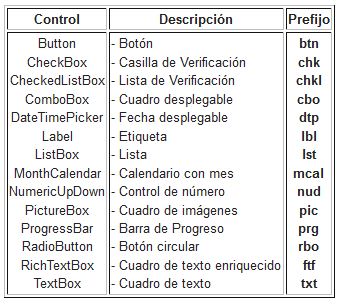 Control Descripción Prefijo
Button - Botón btn
CheckBox - Casilla de Verificación chk
CheckedListBox - Lista de Verificación chkl
ComboBox - Cuadro desplegable cbo
DateTimePicker - Fecha desplegable dtp
Label - Etiqueta lbl
ListBox - Lista lst
MonthCalendar - Calendario con mes mcal
NumericUpDown - Control de número nud
PictureBox - Cuadro de imágenes pic
ProgressBar - Barra de Progreso prg
RadioButton - Botón circular rbo
RichTextBox - Cuadro de texto enriquecido ftf
TextBox - Cuadro de texto txt